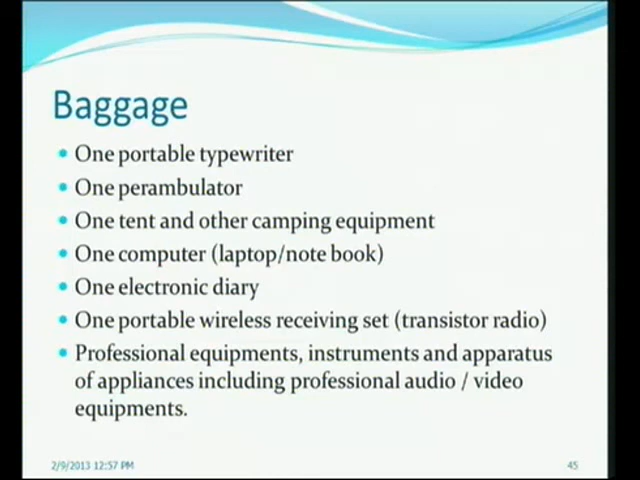 Baggage
One portable typewriter
One perambulator
One tent and other camping equipment
One computer (laptop/note book)
One electronic diary
One portable wireless receiving set (transistor radio)
Professional equipments, instruments and apparatus
of appliances including professional audio / video
equipments.
2/9/2013 12:57 PM
45